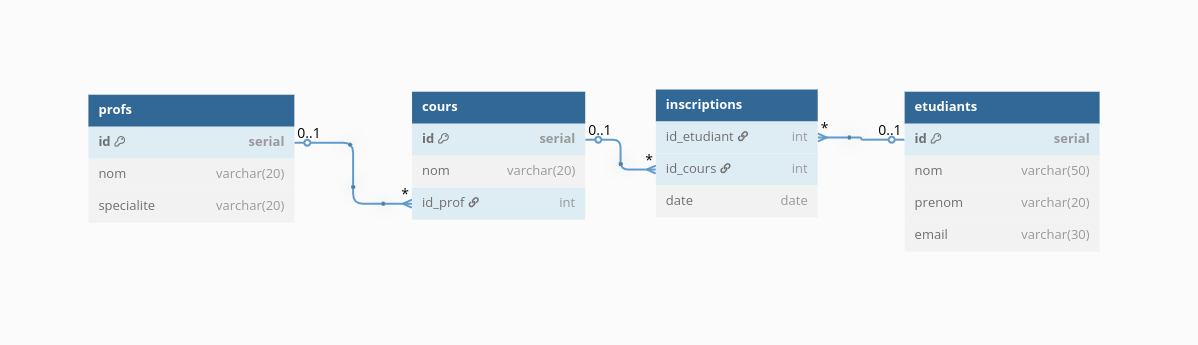 profs
id serial
nom varchar(20)
specialite varchar(20)
0..1
*
cours
id serial
nom varchar(20)
id_prof int
0..1
*
inscriptions
id_etudiant int
id_cours int
date date
*
0..1
etudiants
id serial
nom varchar(50)
prenom varchar(20)
email varchar(30)